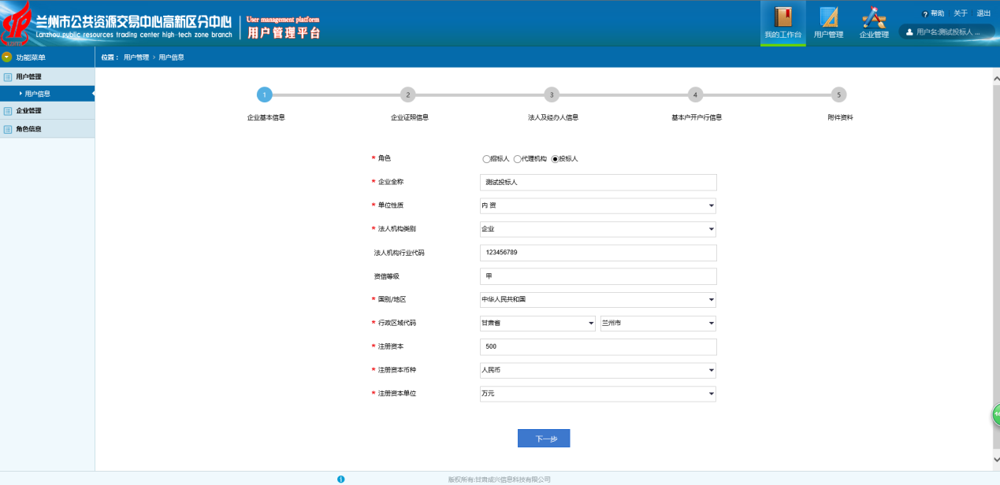 兰州市公共资源交易中心高新区分中心
Lanzhou public resources trading center high-tech zone branch
User management platform
用户管理平台
我的工作台
用户管理
企业管理
? 帮助 关于 退出
用户名:测试投标人 ...
功能菜单
位置： 用户管理 > 用户信息
用户管理
用户信息
企业管理
角色信息
1 2 3 4 5
企业基本信息 企业证照信息 法人及经办人信息 基本户开户行信息 附件资料
* 角色 招标人 代理机构 投标人
* 企业全称 测试投标人
* 单位性质 内 资
* 法人机构类别 企业
法人机构行业代码 123456789
资信等级 甲
* 国别/地区 中华人民共和国
* 行政区域代码 甘肃省 兰州市
* 注册资本 500
* 注册资本币种 人民币
* 注册资本单位 万元
下一步
版权所有:甘肃成兴信息科技有限公司